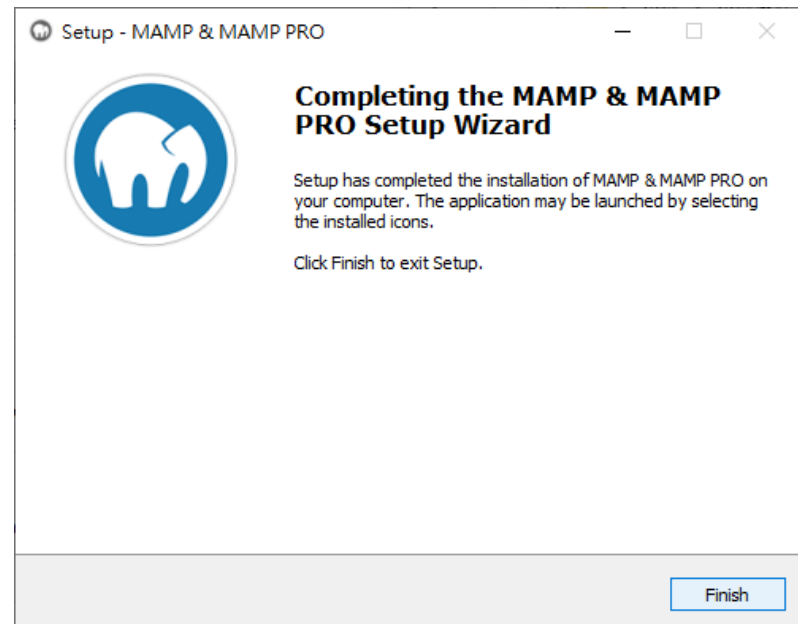 Setup - MAMP & MAMP PRO
Completing the MAMP & MAMP
PRO Setup Wizard
Setup has completed the installation of MAMP & MAMP PRO on
your computer. The application may be launched by selecting
the installed icons.
Click Finish to exit Setup.
Finish